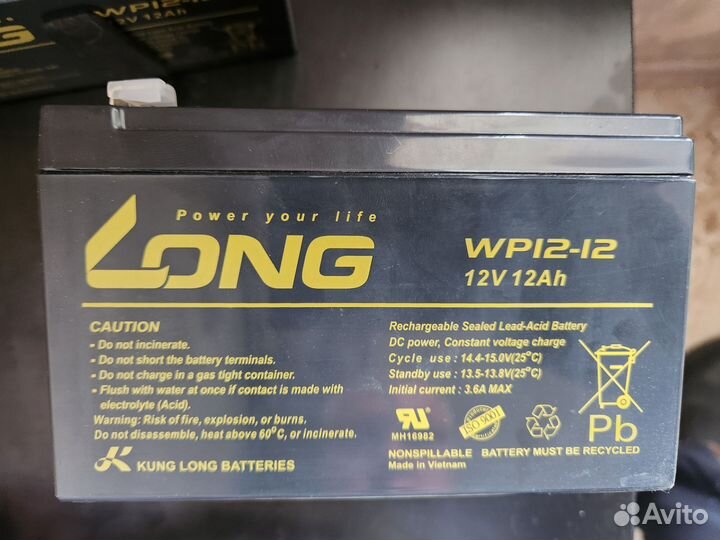 WP12-12
12V 12Ah
LONG
Power your life
LONG
WP12-12
12V 12Ah
CAUTION
- Do not incinerate.
- Do not short the battery terminals.
- Do not charge in a gas tight container.
- Flush with water at once if contact is made with
electrolyte (Acid).
Warning: Risk of fire, explosion, or burns.
Do not disassemble, heat above 60°C, or incinerate.
KUNG LONG BATTERIES
Rechargeable Sealed Lead-Acid Battery
DC power, Constant voltage charge
Cycle use : 14.4-15.0V(25°C)
Standby use : 13.5-13.8V(25°C)
Initial current : 3.6A MAX
MH16982
ISO 9001
Pb
NONSPILLABLE BATTERY MUST BE RECYCLED
Made in Vietnam
Avito